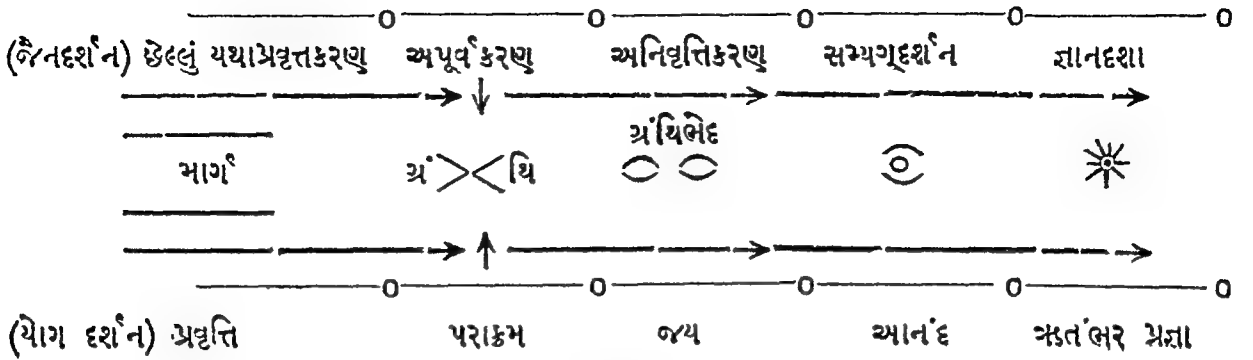 (જૈનદર્શન) છેલ્લું યથાપ્રવૃત્તકરણ અપૂર્વકરણ અનિવૃત્તિકરણ સમ્યગ્દર્શન જ્ઞાનદશા
ગ્રંથિભેદ
માર્ગ ગ્રં થિ
(યોગ દર્શન) પ્રવૃત્તિ પરાક્રમ જય આનંદ ઋતંભર પ્રજ્ઞા